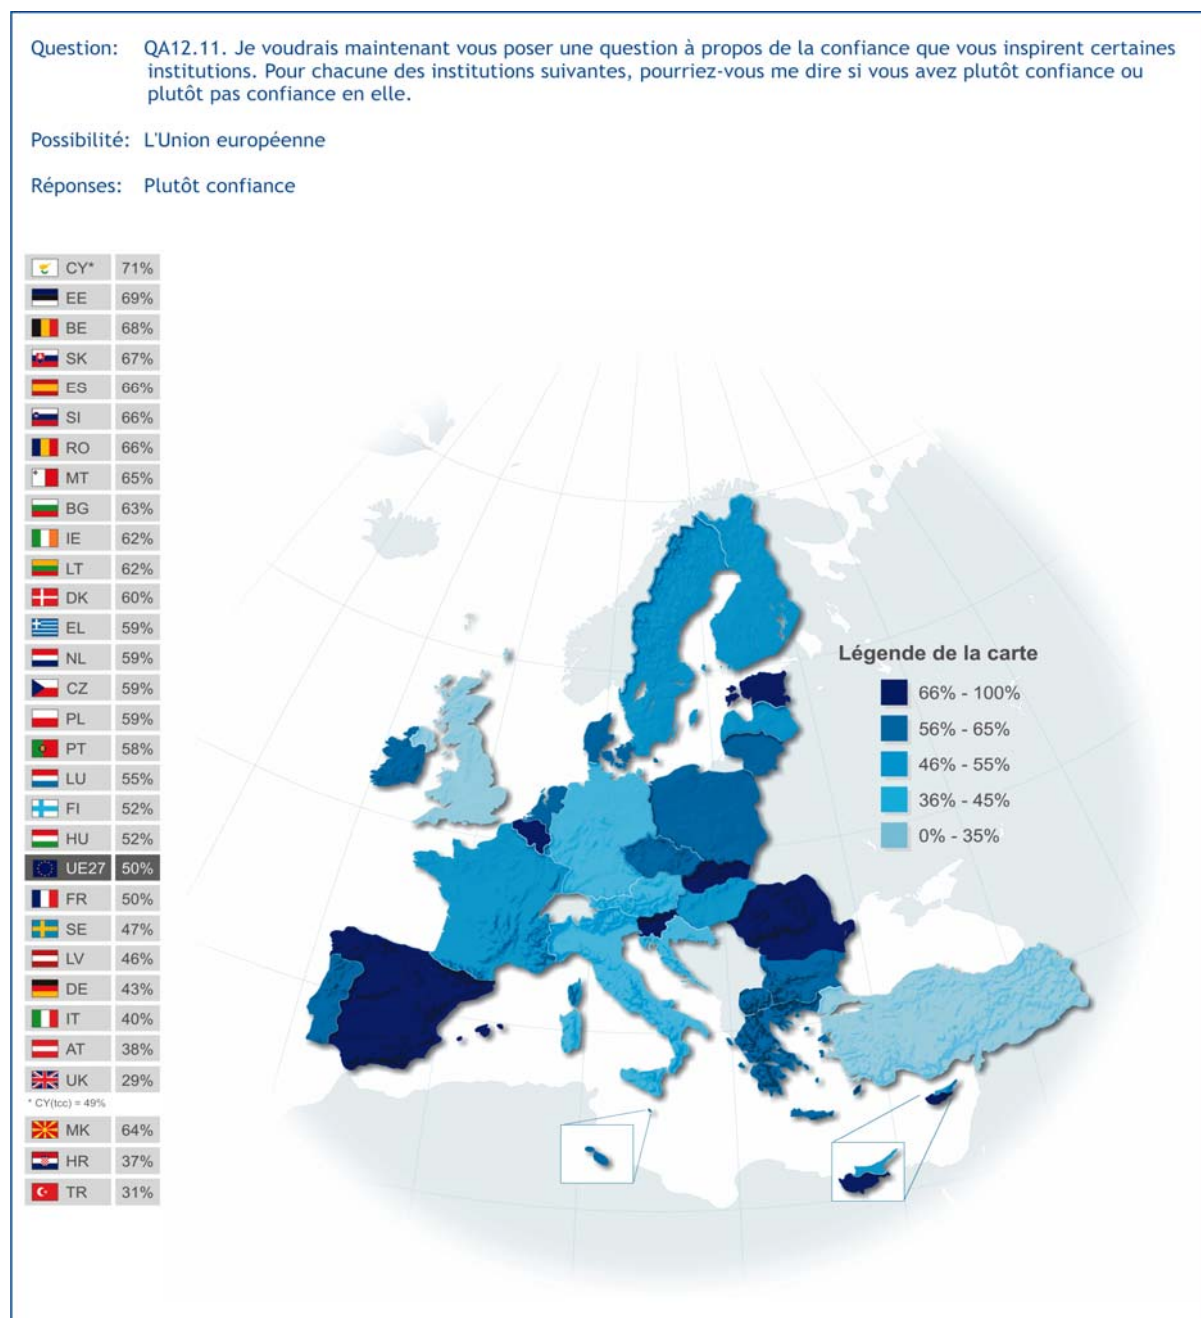 Question: QA12.11. Je voudrais maintenant vous poser une question à propos de la confiance que vous inspirent certaines
institutions. Pour chacune des institutions suivantes, pourriez-vous me dire si vous avez plutôt confiance ou
plutôt pas confiance en elle.
Possibilité: L'Union européenne
Réponses: Plutôt confiance
CY* 71%
EE 69%
BE 68%
SK 67%
ES 66%
SI 66%
RO 66%
MT 65%
BG 63%
IE 62%
LT 62%
DK 60%
EL 59%
NL 59%
CZ 59%
PL 59%
PT 58%
LU 55%
FI 52%
HU 52%
UE27 50%
FR 50%
SE 47%
LV 46%
DE 43%
IT 40%
AT 38%
UK 29%
* CY(tcc) = 49%
MK 64%
HR 37%
TR 31%
Légende de la carte
66% - 100%
56% - 65%
46% - 55%
36% - 45%
0% - 35%